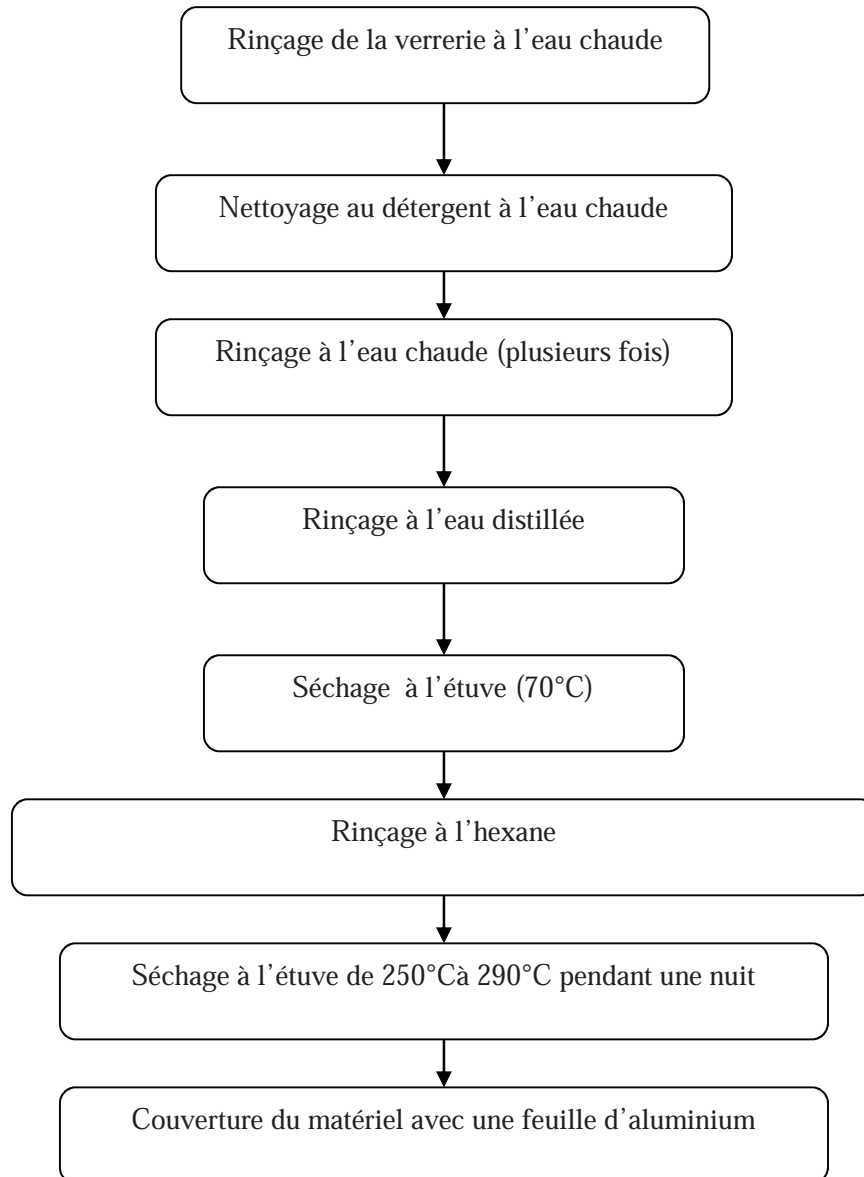 Rinçage de la verrerie à l’eau chaude
Nettoyage au détergent à l’eau chaude
Rinçage à l’eau chaude (plusieurs fois)
Rinçage à l’eau distillée
Séchage  à l’étuve (70°C)
Rinçage à l’hexane
Séchage à l’étuve de 250°Cà 290°C pendant une nuit
Couverture du matériel avec une feuille d’aluminium